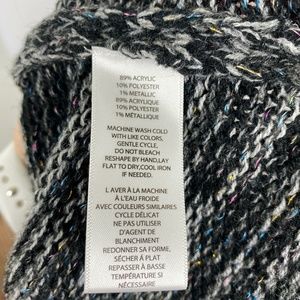 89% ACRYLIC
10% POLYESTER
1% METALLIC
89% ACRYLIQUE
10% POLYESTER
1% METALLIQUE
MACHINE WASH COLD
WITH LIKE COLORS,
GENTLE CYCLE,
DO NOT BLEACH
RESHAPE BY HAND,LAY
FLAT TO DRY,COOL IRON
IF NEEDED.
L AVER À LA MACHINE
À L'EAU FROIDE
AVEC COULEURS SIMILAIRES
CYCLE DÉLICAT
NE PAS UTILISER
D'AGENT DE
BLANCHIMENT
REDONNER SA FORME,
SÉCHER À PLAT
REPASSER À BASSE
TEMPÉRATURE SI
NÉCESSAIRE